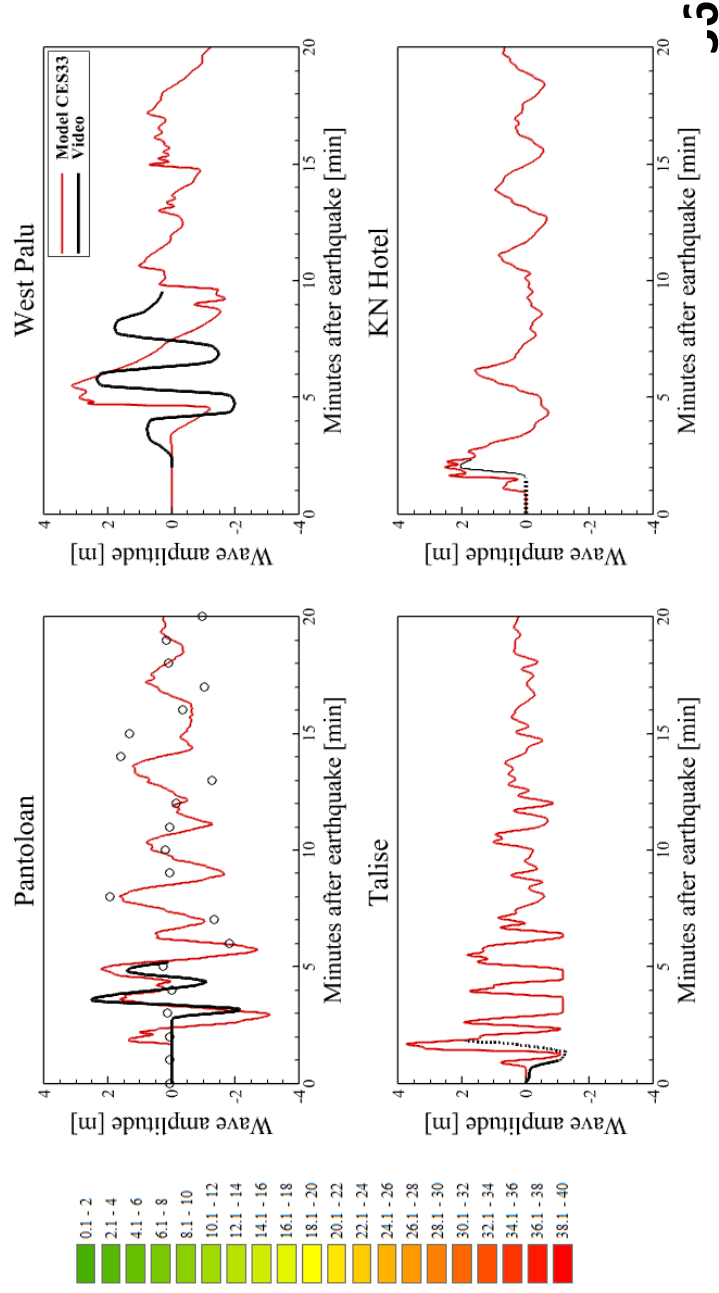 0.1 - 2
2.1 - 4
4.1 - 6
6.1 - 8
8.1 - 10
10.1 - 12
12.1 - 14
14.1 - 16
16.1 - 18
18.1 - 20
20.1 - 22
22.1 - 24
24.1 - 26
26.1 - 28
28.1 - 30
30.1 - 32
32.1 - 34
34.1 - 36
36.1 - 38
38.1 - 40
Pantoloan
Wave amplitude [m]
4
2
0
-2
-4
0 5 10 15 20
Minutes after earthquake [min]
West Palu
Model CES33
Video
Wave amplitude [m]
4
2
0
-2
-4
0 5 10 15 20
Minutes after earthquake [min]
Talise
Wave amplitude [m]
4
2
0
-2
-4
0 5 10 15 20
Minutes after earthquake [min]
KN Hotel
Wave amplitude [m]
4
2
0
-2
-4
0 5 10 15 20
Minutes after earthquake [min]